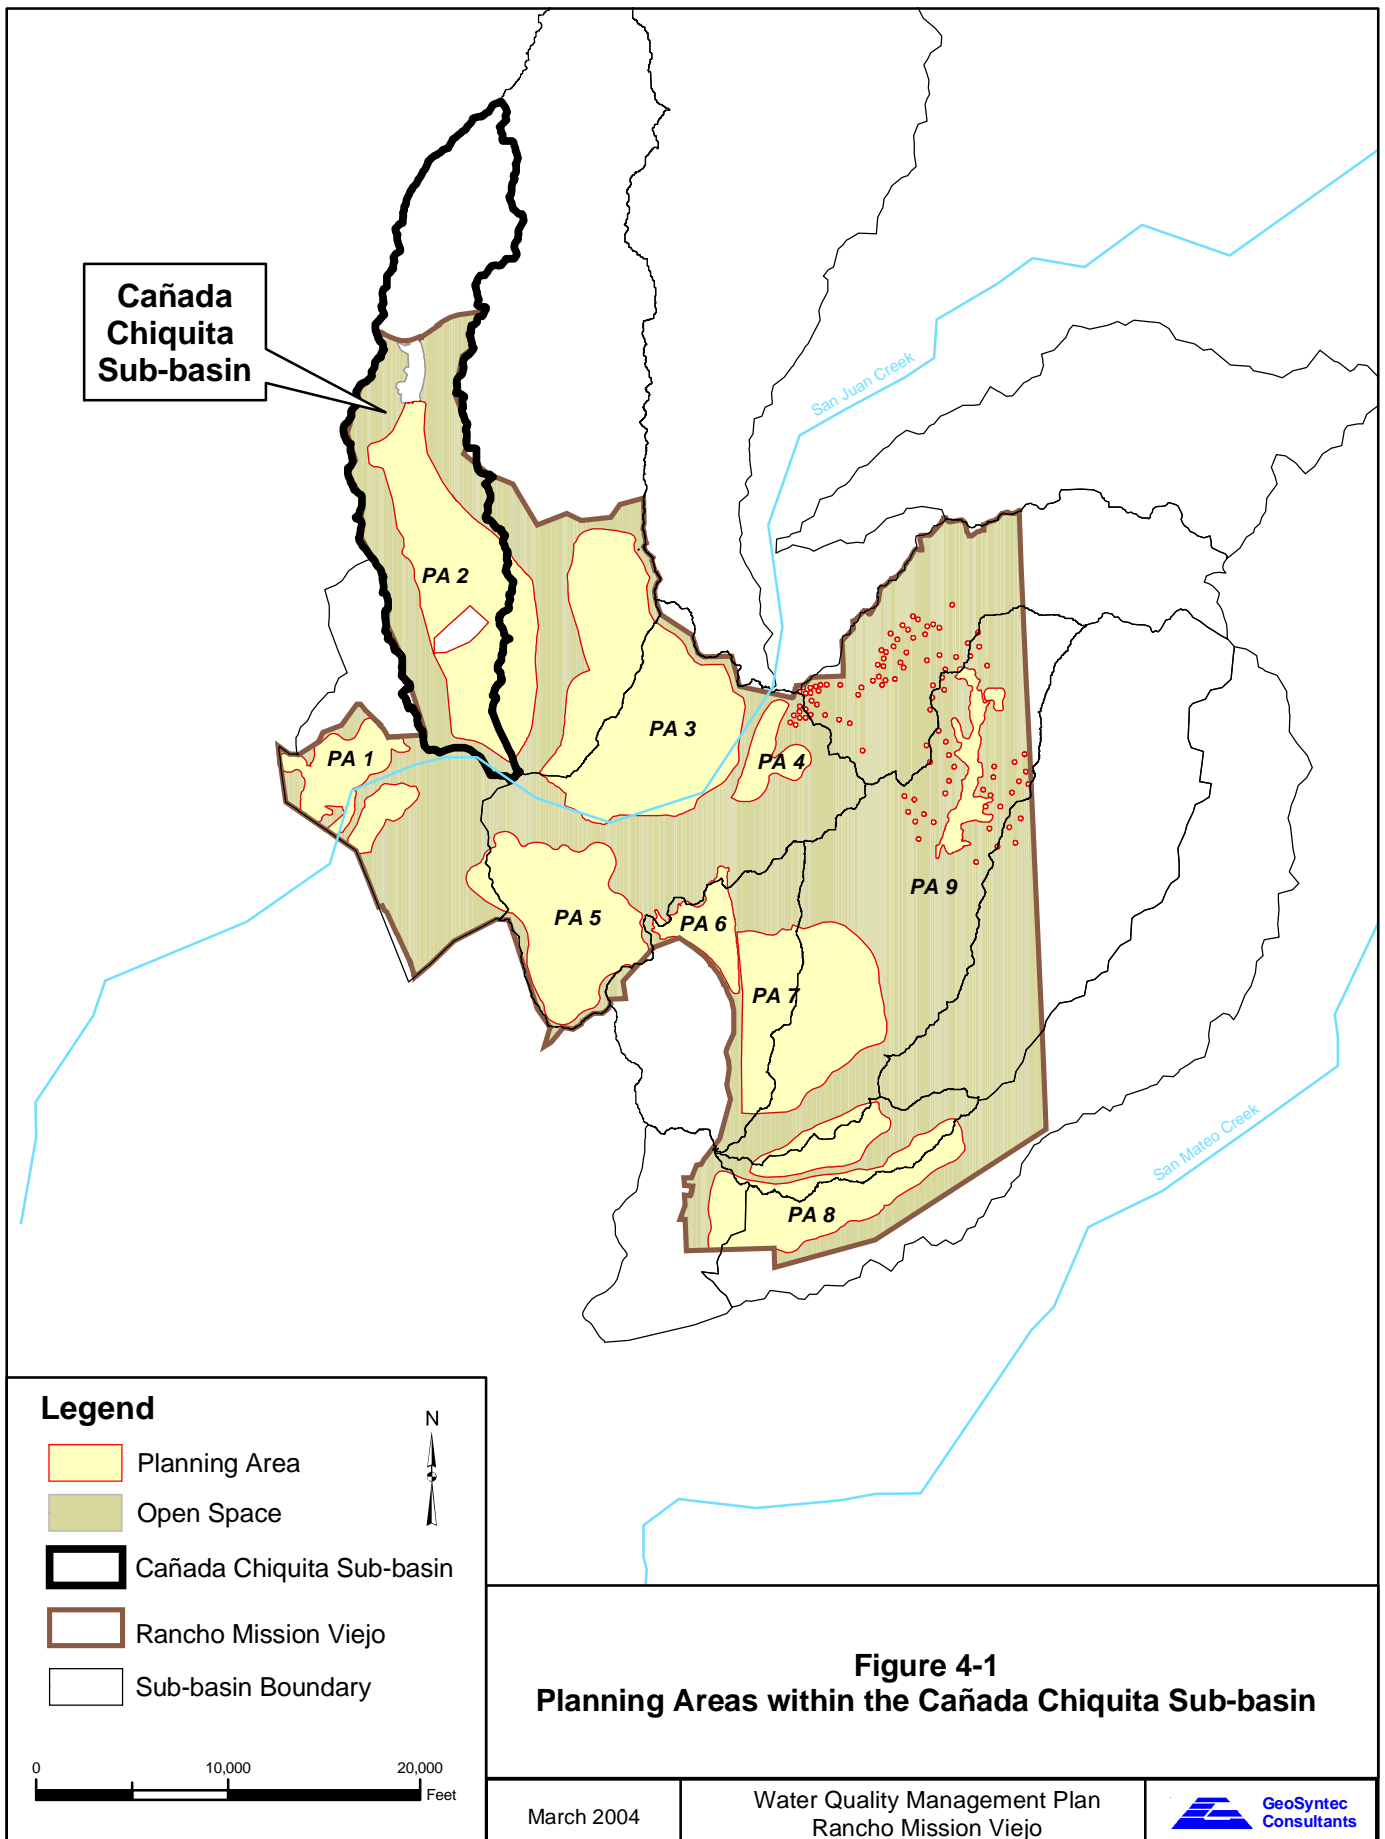 Cañada
Chiquita
Sub-basin
San Juan Creek
PA 2
PA 3
PA 1
PA 4
PA 9
PA 5
PA 6
PA 7
San Mateo Creek
PA 8
Legend
N
Planning Area
Open Space
Cañada Chiquita Sub-basin
Rancho Mission Viejo
Sub-basin Boundary
0 10,000 20,000
Feet
Figure 4-1
Planning Areas within the Cañada Chiquita Sub-basin
March 2004
Water Quality Management Plan
Rancho Mission Viejo
GeoSyntec
Consultants